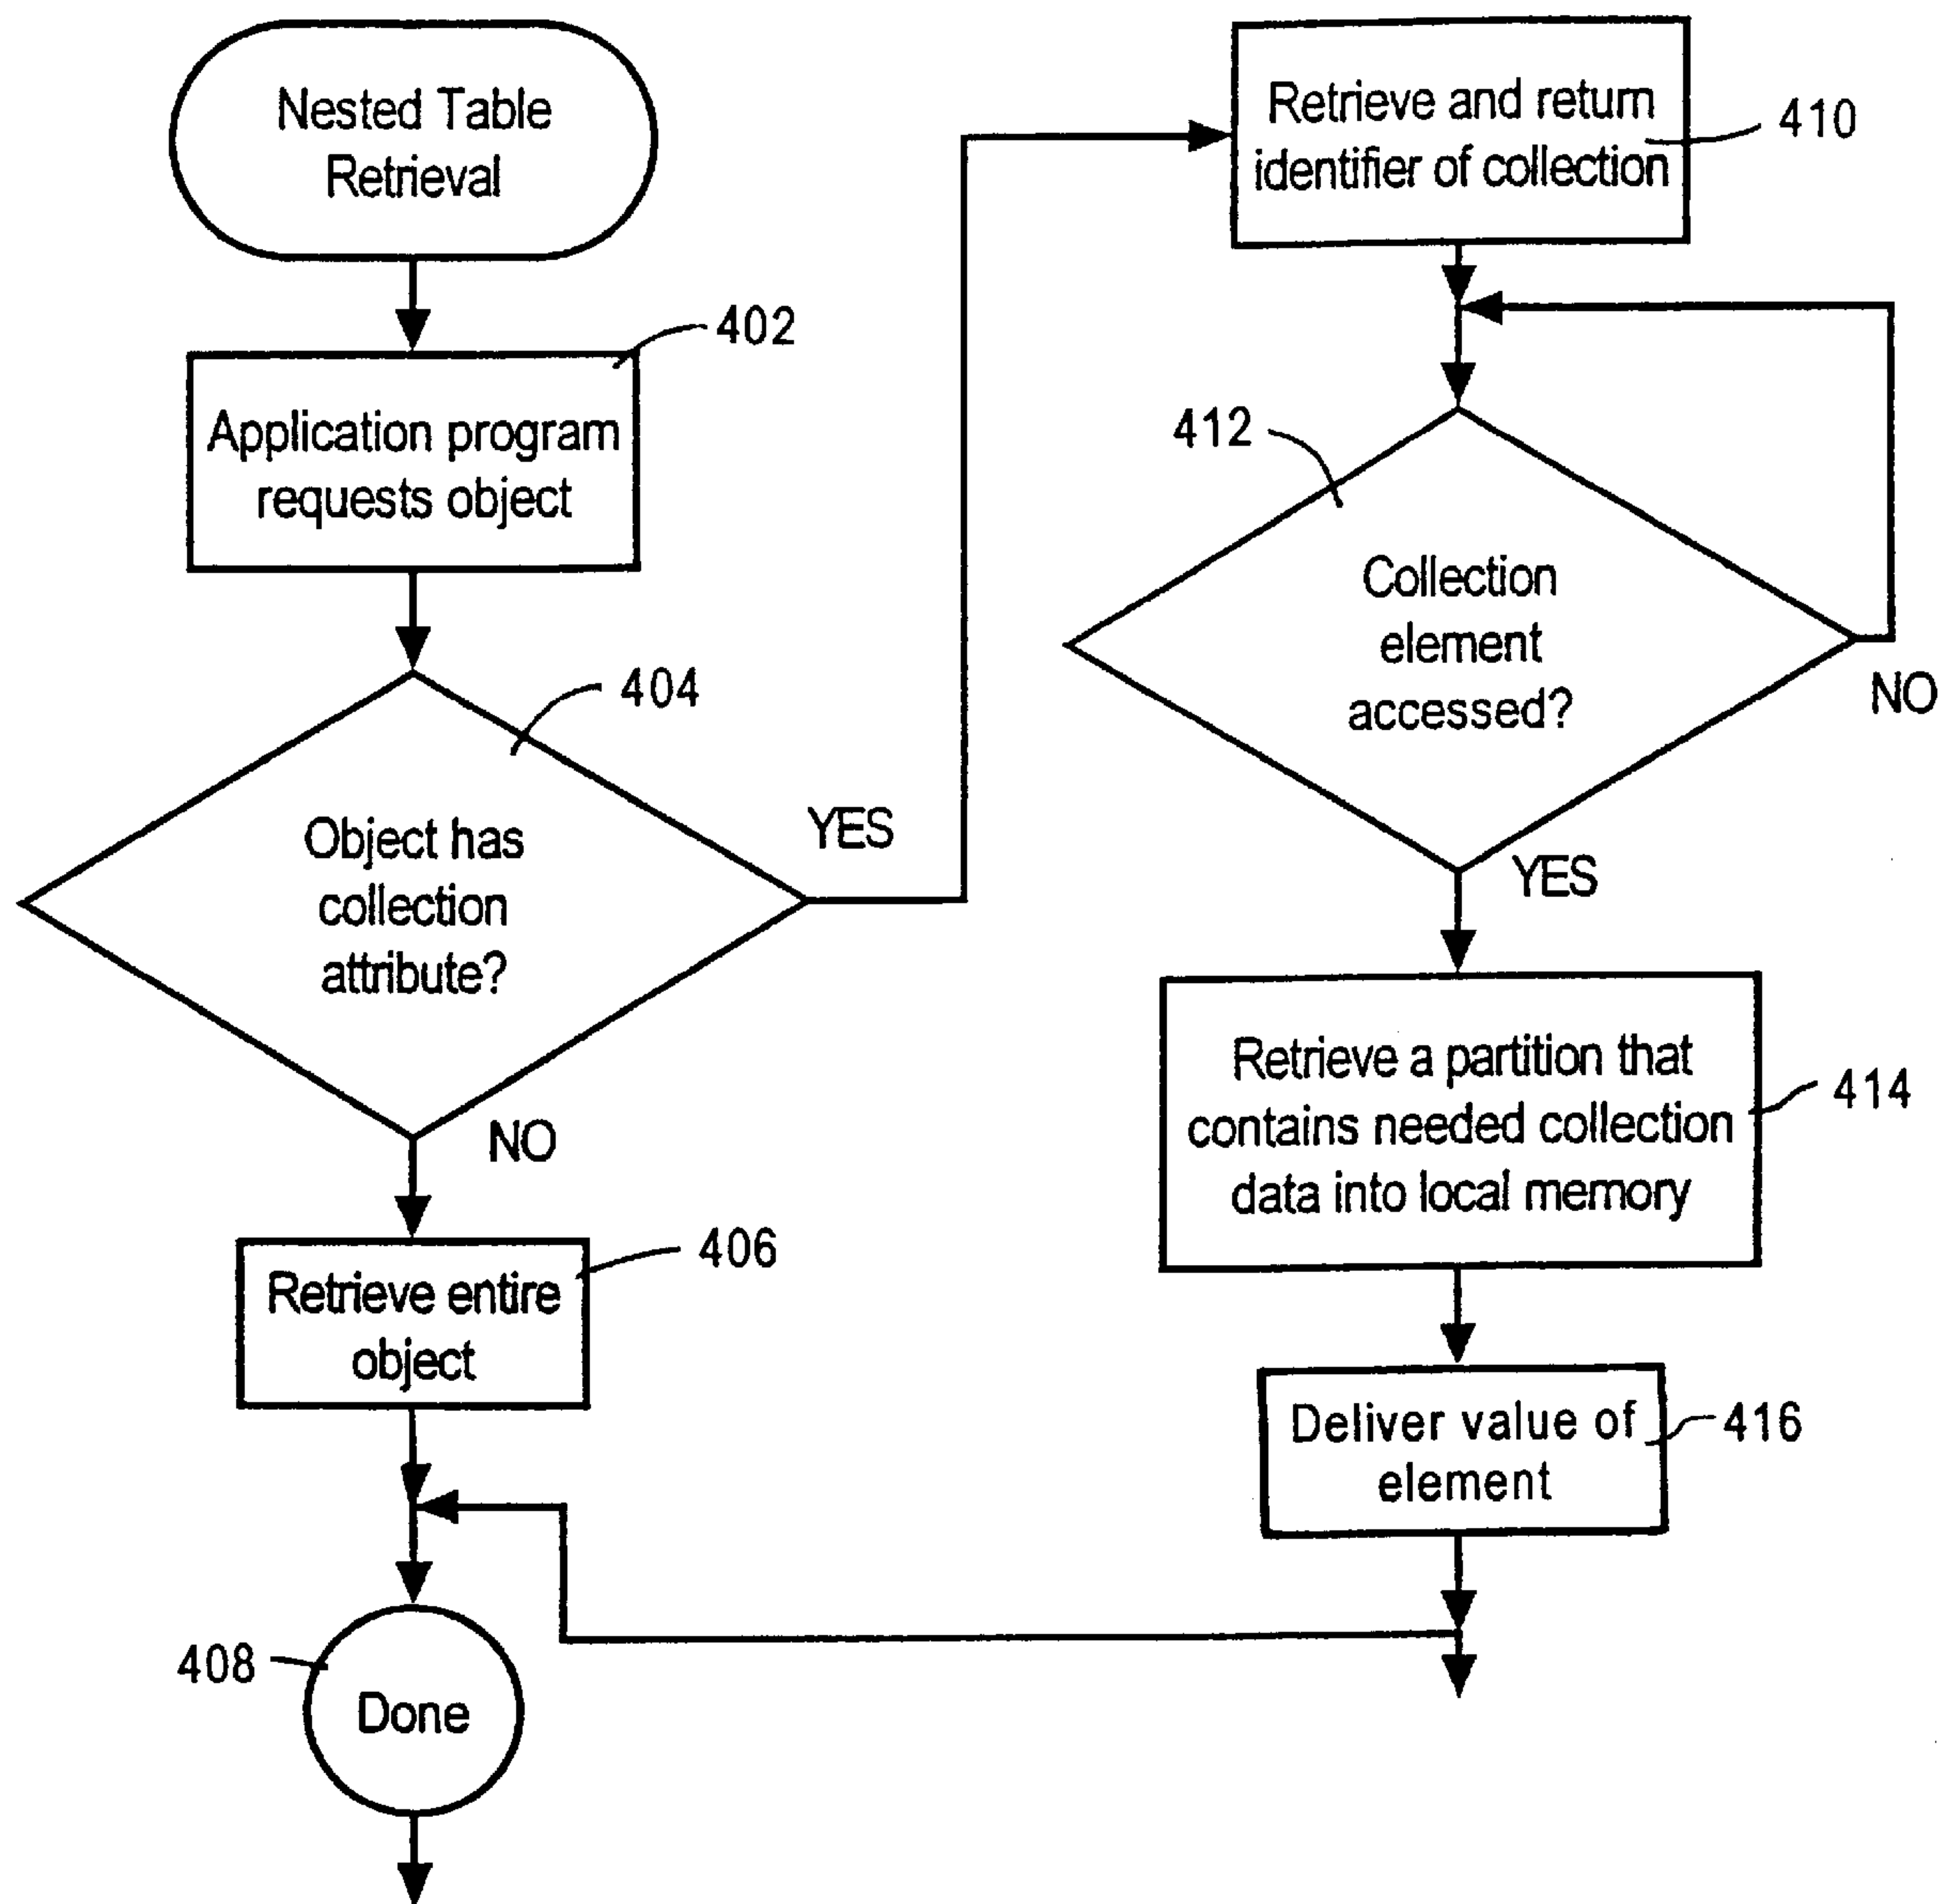 Nested Table
Retrieval
402
Application program
requests object
404
Object has
collection
attribute?
YES
NO
406
Retrieve entire
object
408
Done
Retrieve and return
identifier of collection
410
412
Collection
element
accessed?
NO
YES
Retrieve a partition that
contains needed collection
data into local memory
414
Deliver value of
element
416